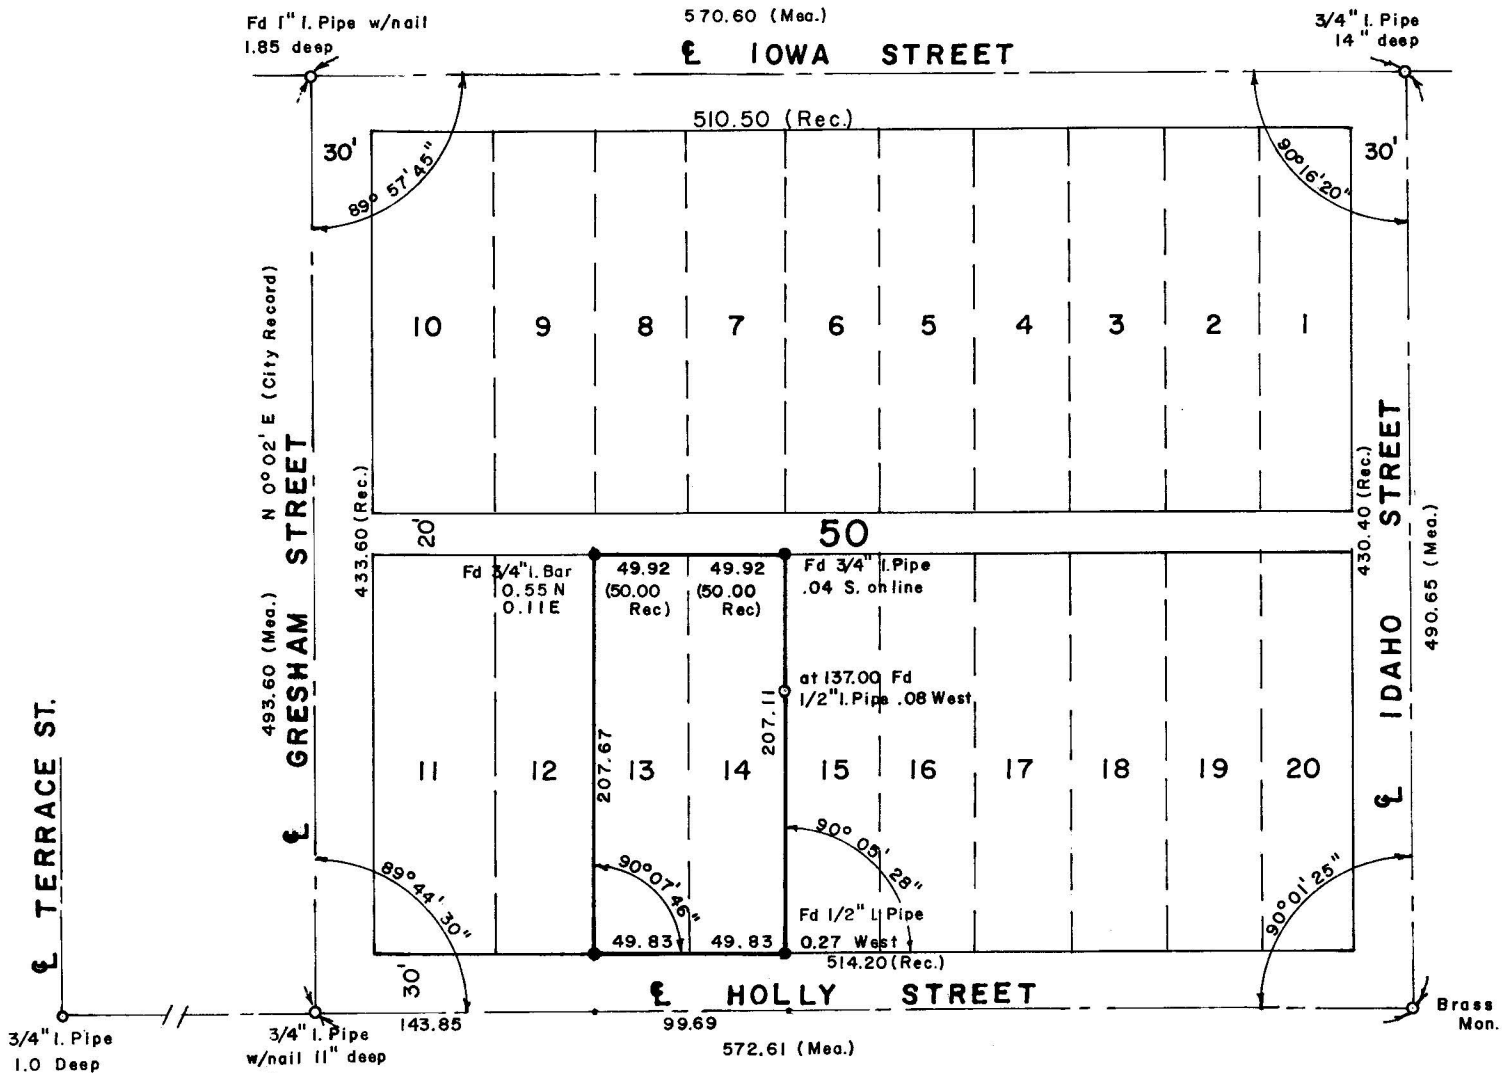 570.60 (Mea.)
Fd 1" I. Pipe w/nail
1.85 deep
3/4" I. Pipe
14" deep
℄ IOWA STREET
510.50 (Rec.)
30'
30'
89° 57' 45"
90° 16' 20"
N 0° 02' E (City Record)
10
9
8
7
6
5
4
3
2
1
℄ GRESHAM STREET
493.60 (Mea.)
433.60 (Rec.)
20'
50
430.40 (Rec.)
℄ IDAHO STREET
490.65 (Mea.)
Fd 3/4" I. Bar
0.55 N
0.11 E
49.92
(50.00
Rec)
49.92
(50.00
Rec)
Fd 3/4" I. Pipe
.04 S. on line
at 137.00 Fd
1/2" I. Pipe .08 West
207.67
207.11
11
12
13
14
15
16
17
18
19
20
℄ TERRACE ST.
89° 44' 30"
90° 07' 46"
90° 05' 28"
90° 01' 25"
Fd 1/2" I. Pipe
0.27 West
49.83
49.83
514.20 (Rec.)
30'
℄ HOLLY STREET
Brass
Mon.
3/4" I. Pipe
1.0 Deep
3/4" I. Pipe
w/nail 11" deep
143.85
99.69
572.61 (Mea.)